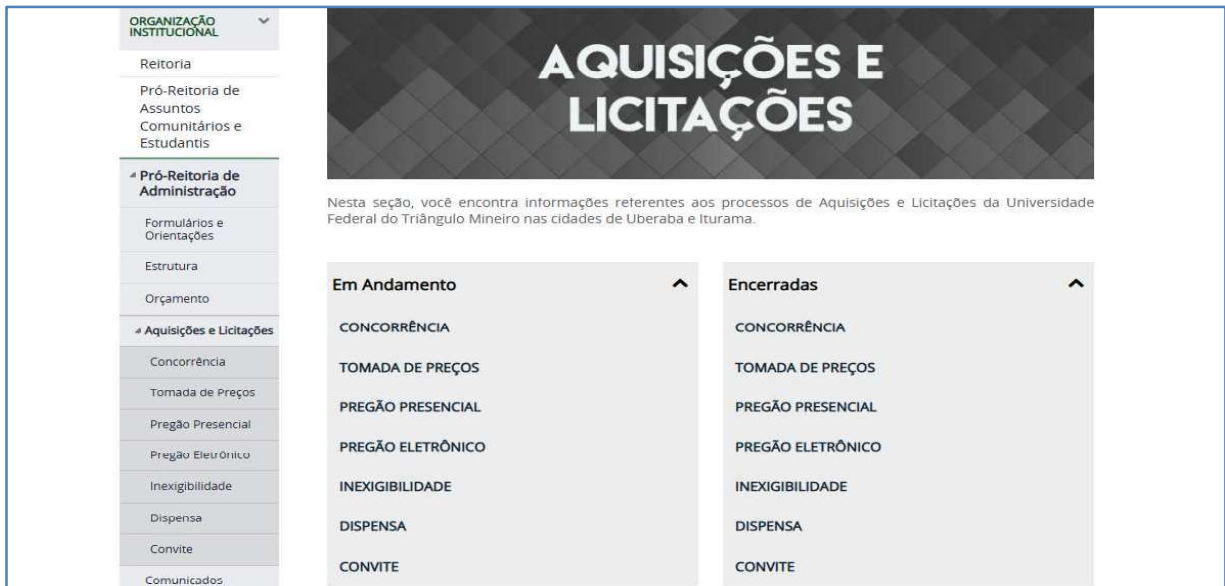 ORGANIZAÇÃO
INSTITUCIONAL
Reitoria
Pró-Reitoria de
Assuntos
Comunitários e
Estudantis
Pró-Reitoria de
Administração
Formulários e
Orientações
Estrutura
Orçamento
Aquisições e Licitações
Concorrência
Tomada de Preços
Pregão Presencial
Pregão Eletrônico
Inexigibilidade
Dispensa
Convite
Comunicados
AQUISIÇÕES E
LICITAÇÕES
Nesta seção, você encontra informações referentes aos processos de Aquisições e Licitações da Universidade
Federal do Triângulo Mineiro nas cidades de Uberaba e Iturama.
Em Andamento
CONCORRÊNCIA
TOMADA DE PREÇOS
PREGÃO PRESENCIAL
PREGÃO ELETRÔNICO
INEXIGIBILIDADE
DISPENSA
CONVITE
Encerradas
CONCORRÊNCIA
TOMADA DE PREÇOS
PREGÃO PRESENCIAL
PREGÃO ELETRÔNICO
INEXIGIBILIDADE
DISPENSA
CONVITE